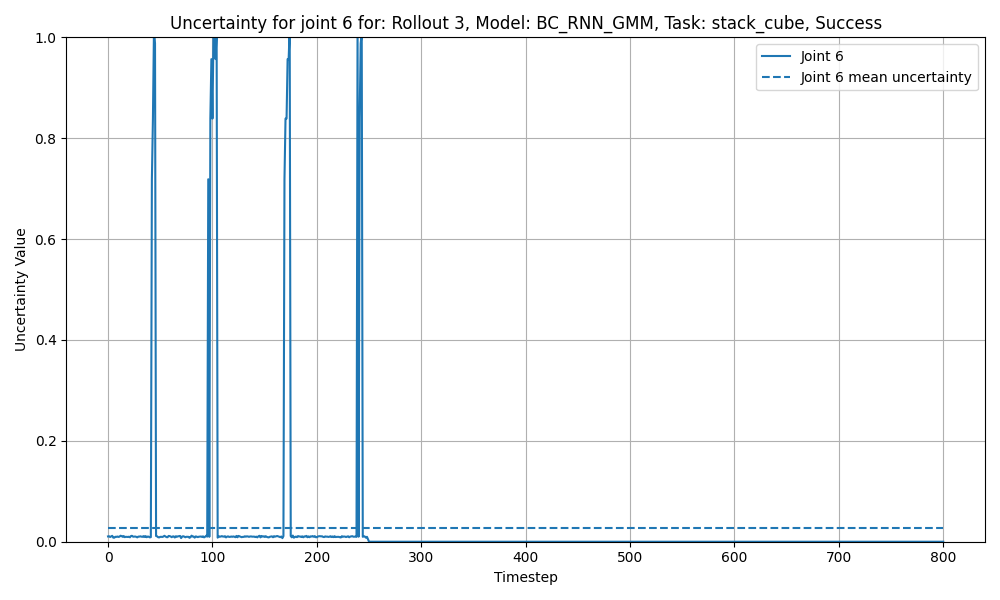 Uncertainty for joint 6 for: Rollout 3, Model: BC_RNN_GMM, Task: stack_cube, Success
Joint 6
Joint 6 mean uncertainty
Uncertainty Value
1.0
0.8
0.6
0.4
0.2
0.0
0 100 200 300 400 500 600 700 800
Timestep